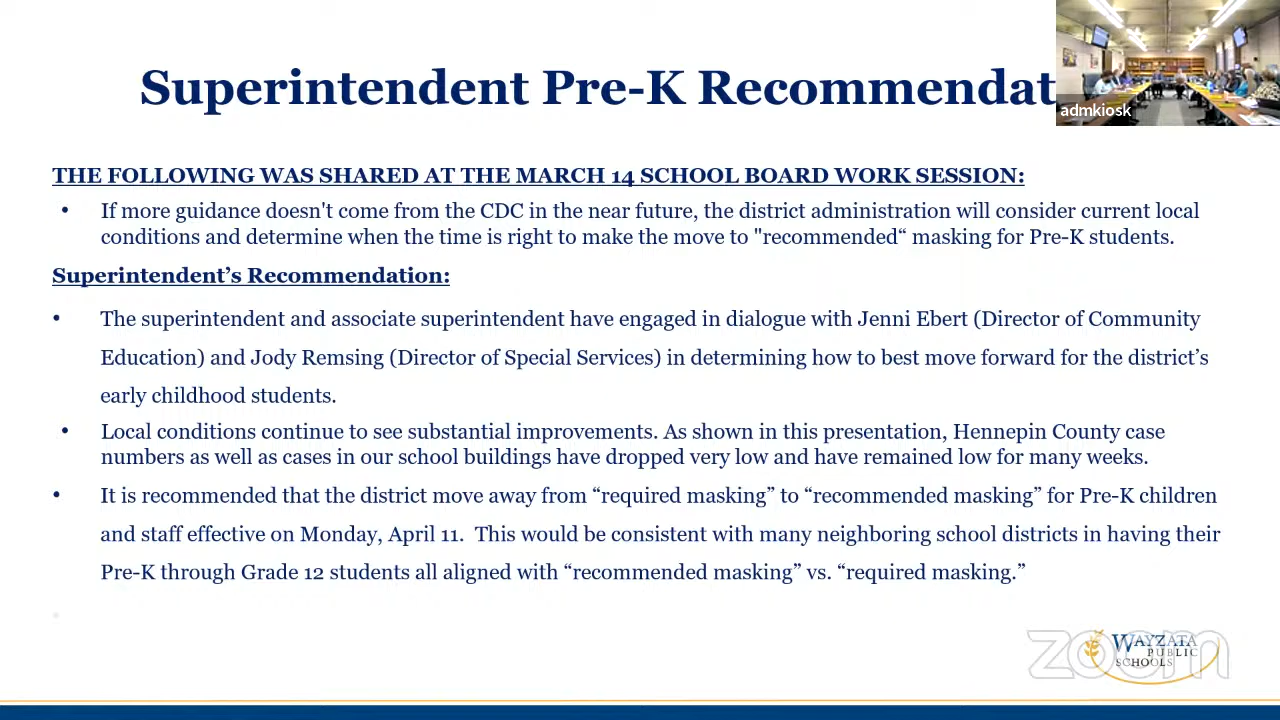 Superintendent Pre-K Recommendat
admkiosk
THE FOLLOWING WAS SHARED AT THE MARCH 14 SCHOOL BOARD WORK SESSION:
• If more guidance doesn't come from the CDC in the near future, the district administration will consider current local
conditions and determine when the time is right to make the move to "recommended“ masking for Pre-K students.
Superintendent’s Recommendation:
• The superintendent and associate superintendent have engaged in dialogue with Jenni Ebert (Director of Community
Education) and Jody Remsing (Director of Special Services) in determining how to best move forward for the district’s
early childhood students.
• Local conditions continue to see substantial improvements. As shown in this presentation, Hennepin County case
numbers as well as cases in our school buildings have dropped very low and have remained low for many weeks.
• It is recommended that the district move away from “required masking” to “recommended masking” for Pre-K children
and staff effective on Monday, April 11. This would be consistent with many neighboring school districts in having their
Pre-K through Grade 12 students all aligned with “recommended masking” vs. “required masking.”
zoom
WAYZATA
PUBLIC
SCHOOLS